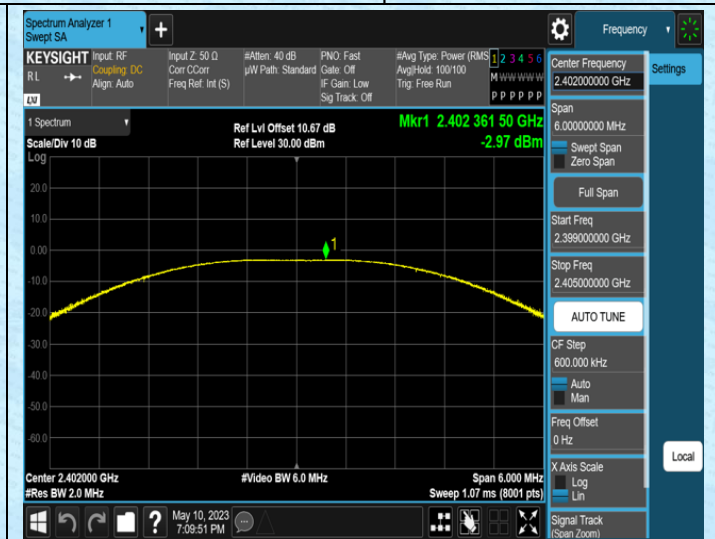 Spectrum Analyzer 1
Swept SA
+
Frequency
KEYSIGHT
RL
LXI
Input: RF
Coupling: DC
Align: Auto
Input Z: 50 Ω
Corr CCorr
Freq Ref: Int (S)
#Atten: 40 dB
µW Path: Standard
PNO: Fast
Gate: Off
IF Gain: Low
Sig Track: Off
#Avg Type: Power (RMS
Avg|Hold: 100/100
Trig: Free Run
1 2 3 4 5 6
M W W W W W
P P P P P P
1 Spectrum
Scale/Div 10 dB
Log
Ref Lvl Offset 10.67 dB
Ref Level 30.00 dBm
Mkr1 2.402 361 50 GHz
-2.97 dBm
20.0
10.0
0.00
-10.0
-20.0
-30.0
-40.0
-50.0
-60.0
1
Center 2.402000 GHz
#Res BW 2.0 MHz
#Video BW 6.0 MHz
Span 6.000 MHz
Sweep 1.07 ms (8001 pts)
?
May 10, 2023
7:09:51 PM
Center Frequency
2.402000000 GHz
Settings
Span
6.00000000 MHz
Swept Span
Zero Span
Full Span
Start Freq
2.399000000 GHz
Stop Freq
2.405000000 GHz
AUTO TUNE
CF Step
600.000 kHz
Auto
Man
Freq Offset
0 Hz
X Axis Scale
Log
Lin
Local
Signal Track
(Span Zoom)